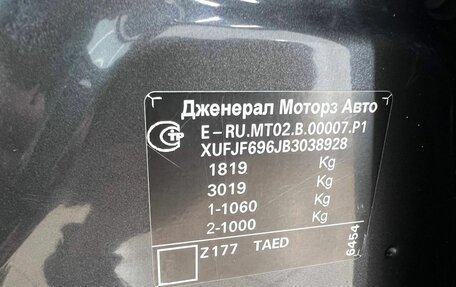 Дженерал Моторз Авто
E-RU.MT02.B.00007.P1
XUFJF696JB3038928
1819 Kg
3019 Kg
1-1060 Kg
2-1000 Kg
Z177 TAED
6454